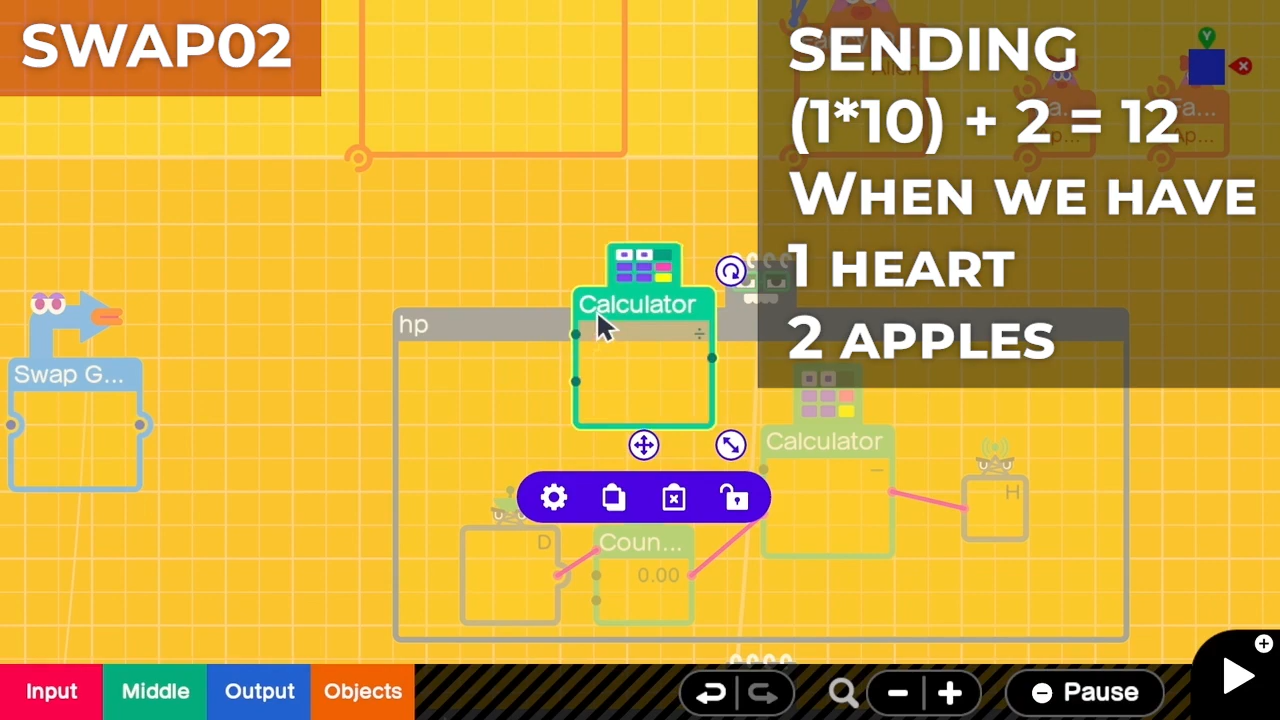 SWAP02
SENDING
(1*10) + 2 = 12
WHEN WE HAVE
1 HEART
2 APPLES
Calculator
÷
hp
Swap G...
Calculator
−
H
D
Coun...
0.00
Y
X
Input
Middle
Output
Objects
Pause